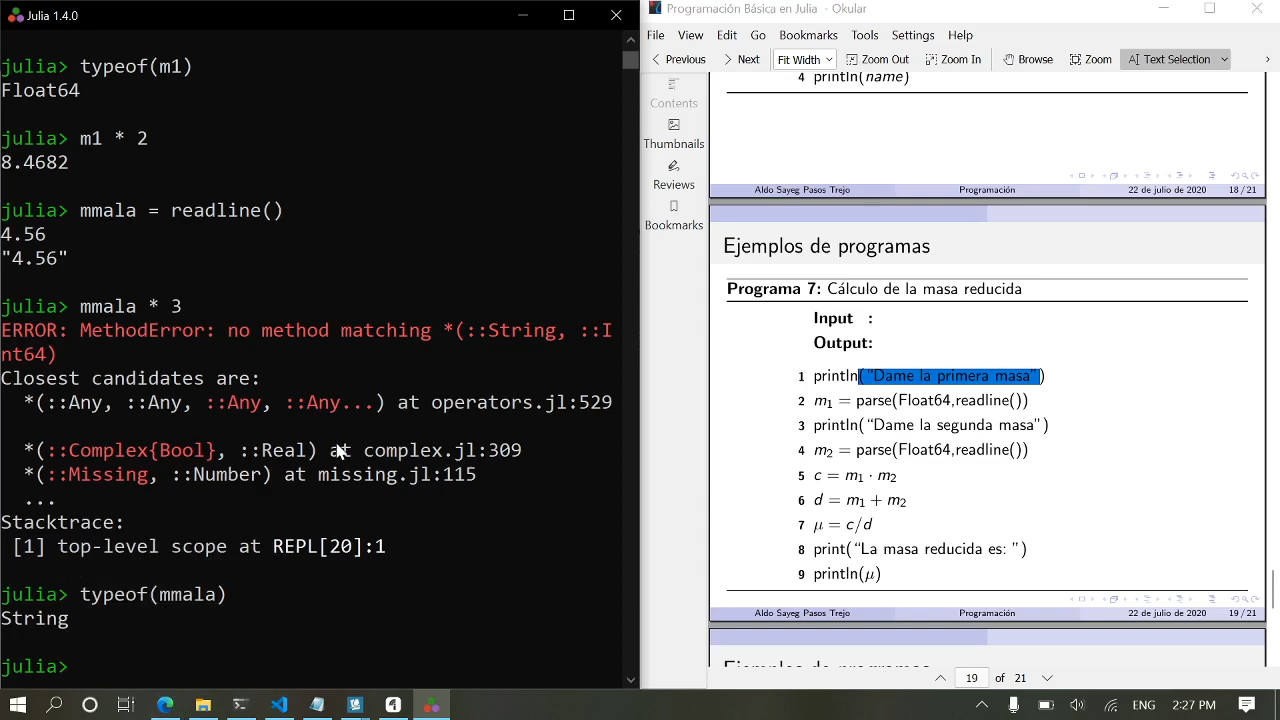 Julia 1.4.0
julia> typeof(m1)
Float64
julia> m1 * 2
8.4682
julia> mmala = readline()
4.56
"4.56"
julia> mmala * 3
ERROR: MethodError: no method matching *(::String, ::I
nt64)
Closest candidates are:
*(::Any, ::Any, ::Any, ::Any...) at operators.jl:529
*(::Complex{Bool}, ::Real) at complex.jl:309
*(::Missing, ::Number) at missing.jl:115
...
Stacktrace:
[1] top-level scope at REPL[20]:1
julia> typeof(mmala)
String
julia>
Programación Básica en Julia - Okular
File Edit View Go Bookmarks Tools Settings Help
Previous Next Fit Width Zoom Out Zoom In Browse Zoom Text Selection
Contents
Thumbnails
Reviews
Bookmarks
4 println(name)
Aldo Sayeg Pasos Trejo Programación 22 de julio de 2020 18 / 21
Ejemplos de programas
Programa 7: Cálculo de la masa reducida
Input :
Output:
1 println(“Dame la primera masa”)
2 m₁ = parse(Float64,readline())
3 println(“Dame la segunda masa”)
4 m₂ = parse(Float64,readline())
5 c = m₁ · m₂
6 d = m₁ + m₂
7 μ = c/d
8 print(“La masa reducida es: ”)
9 println(μ)
Aldo Sayeg Pasos Trejo Programación 22 de julio de 2020 19 / 21
Ejemplos de programas
19 of 21
ENG 2:27 PM